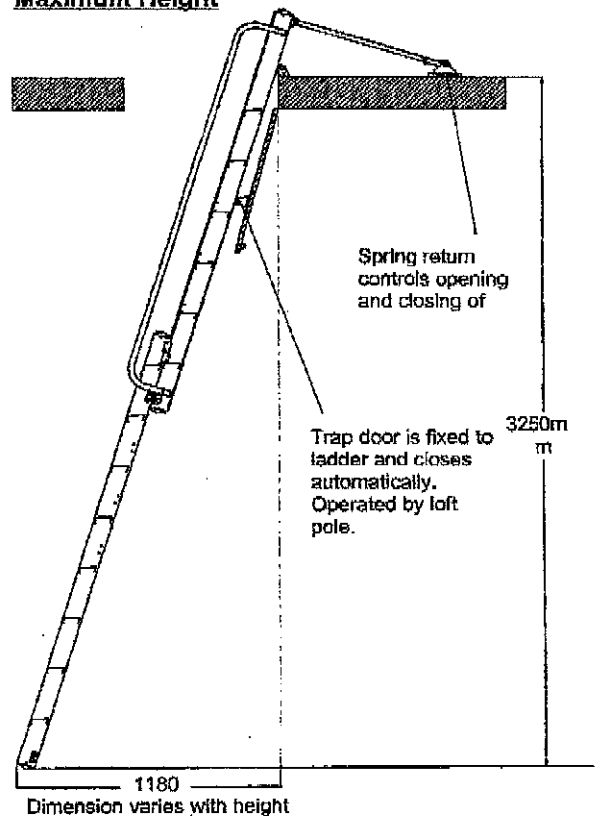 Maximum Height
Spring return
controls opening
and closing of
Trap door is fixed to
ladder and closes
automatically.
Operated by loft
pole.
3250m
m
1180
Dimension varies with height